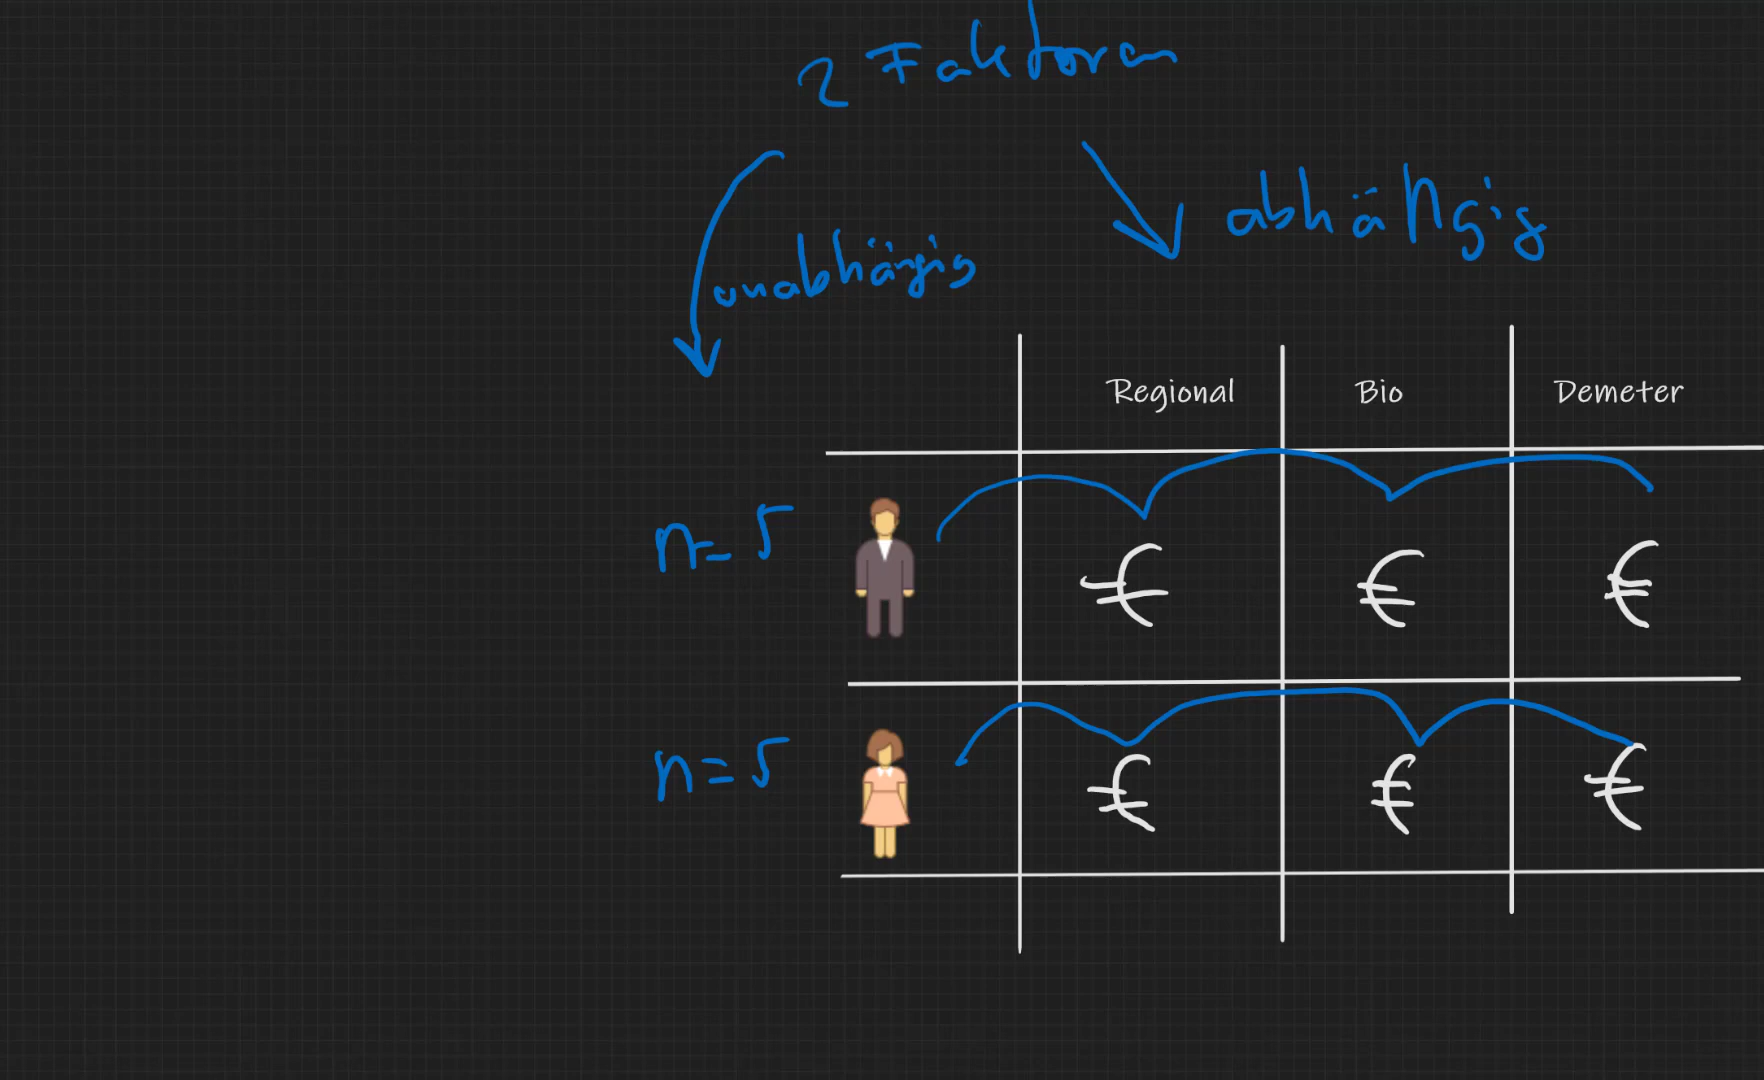 2 Faktoren
abhängig
unabhängig
Regional Bio Demeter
n=5 € € €
n=5 € € €